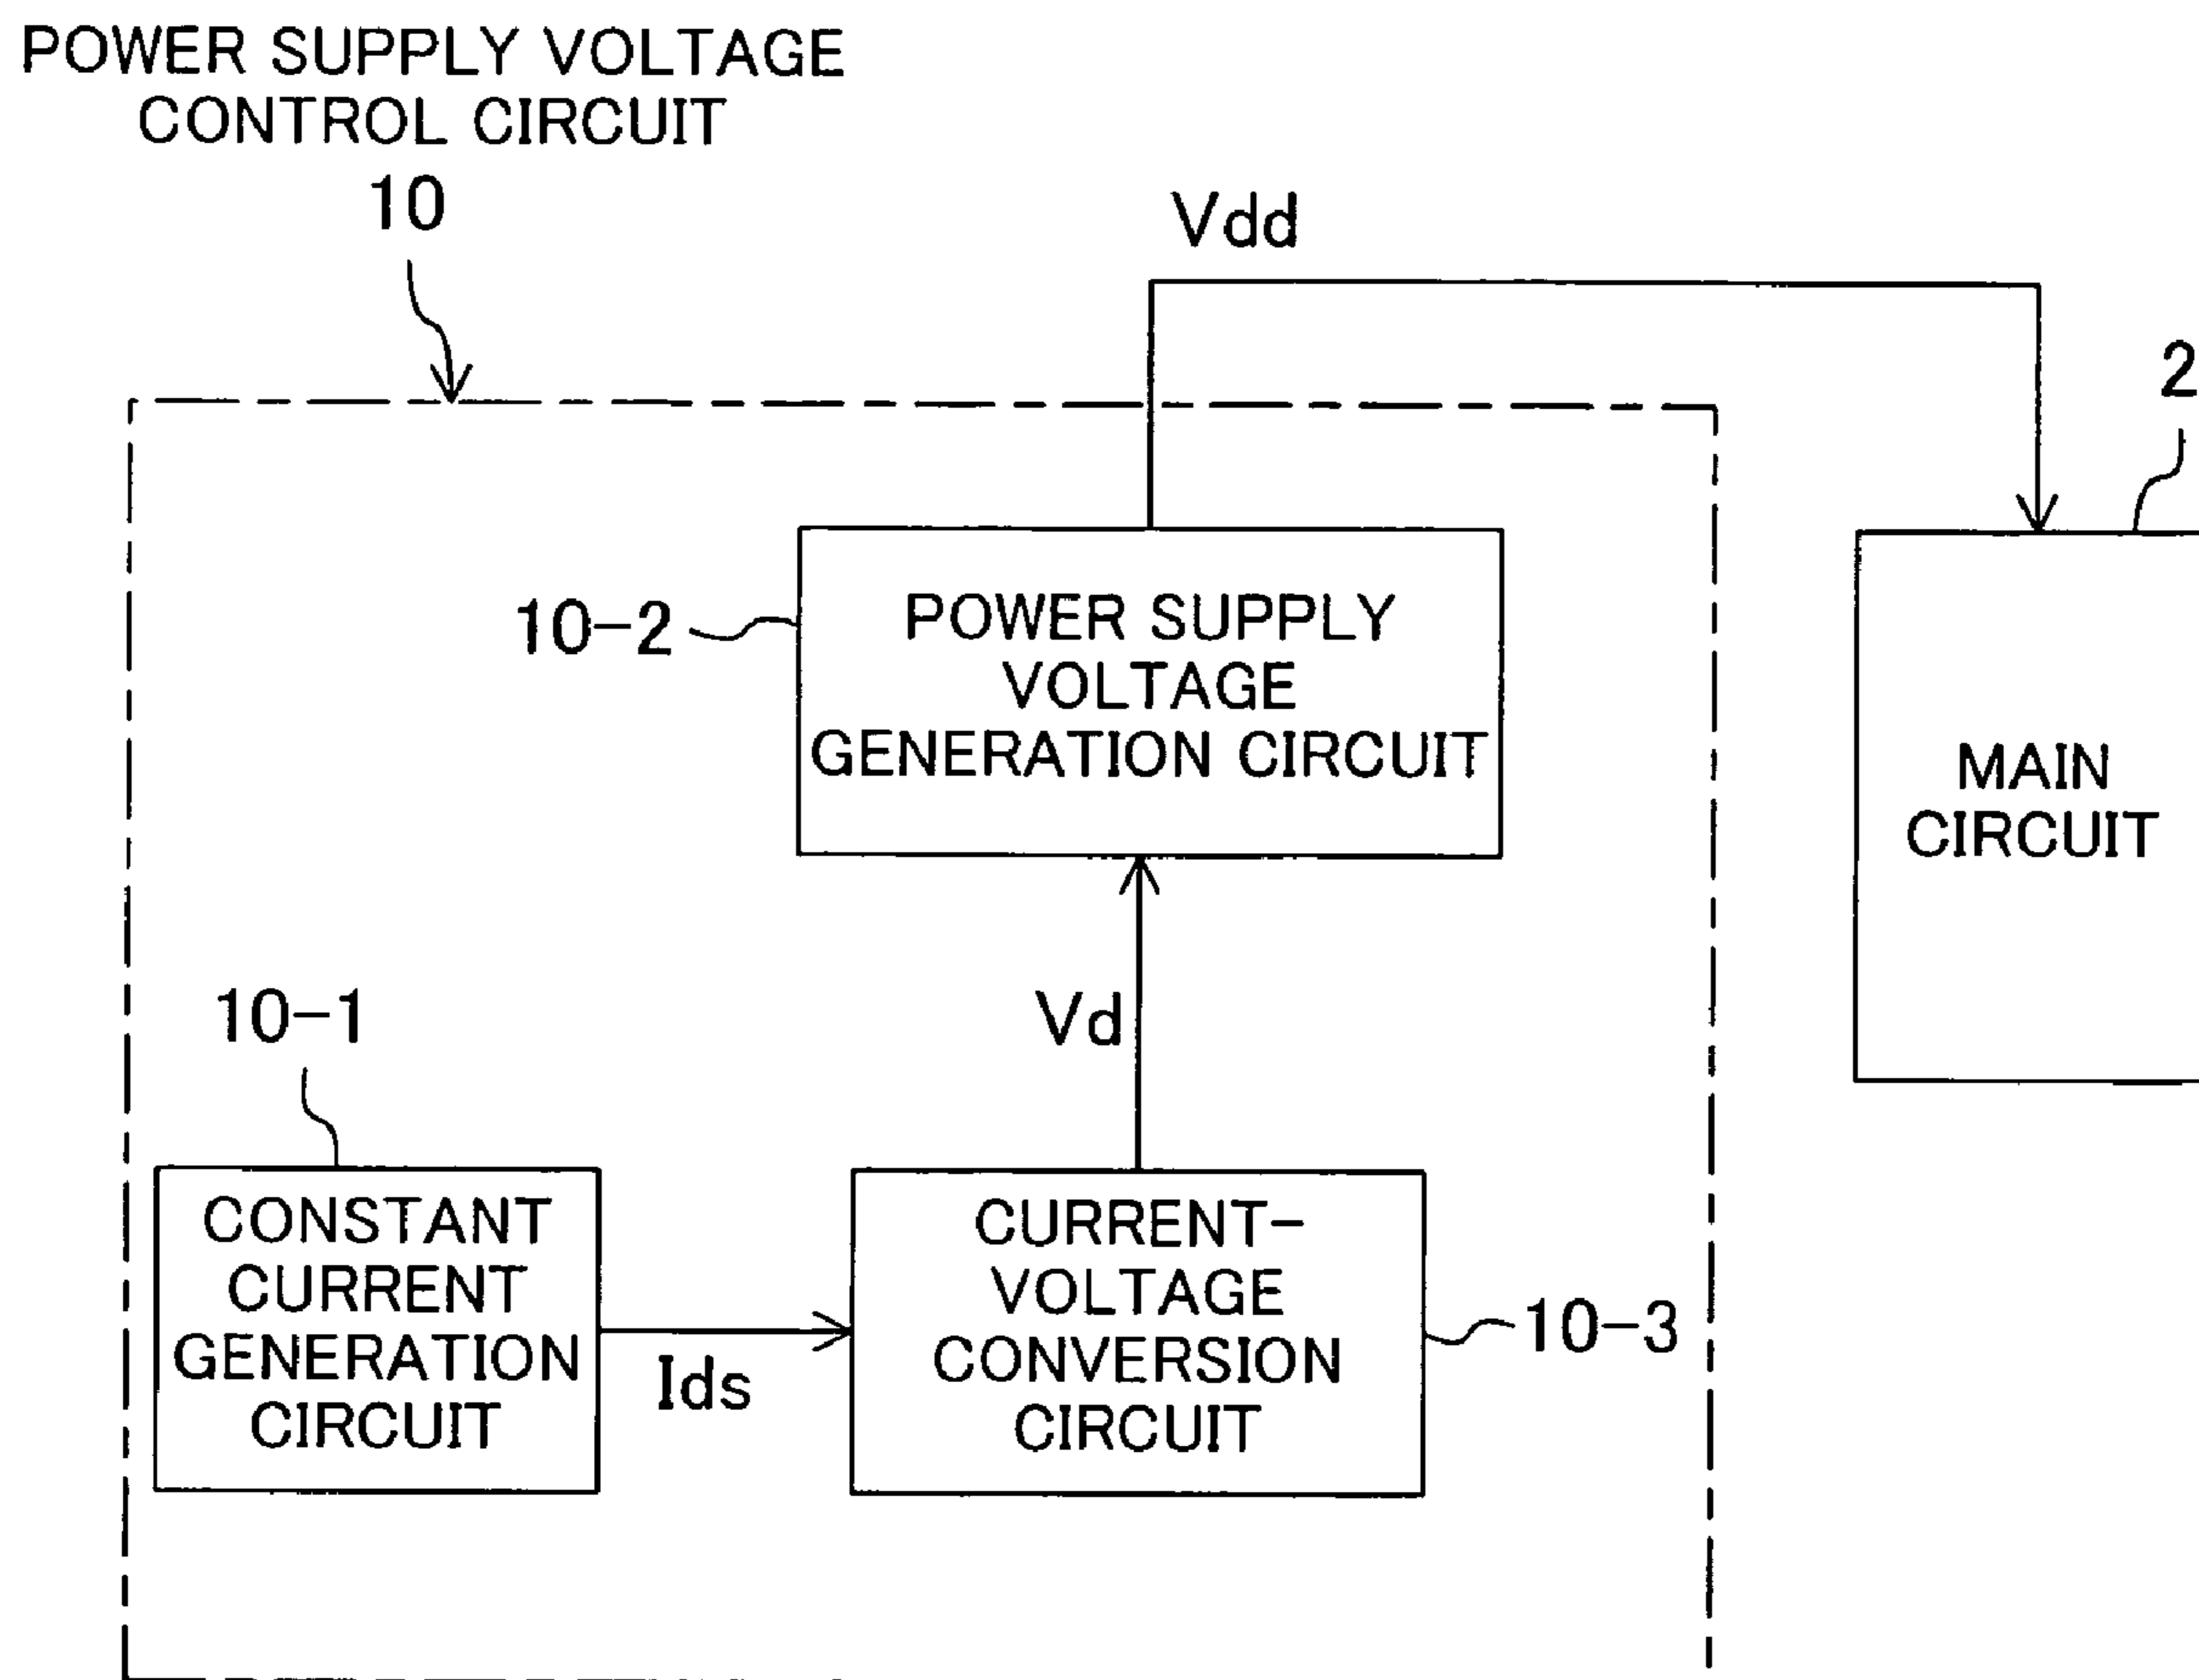 POWER SUPPLY VOLTAGE
CONTROL CIRCUIT
10
Vdd
2
10-2
POWER SUPPLY
VOLTAGE
GENERATION CIRCUIT
MAIN
CIRCUIT
Vd
10-1
CONSTANT
CURRENT
GENERATION
CIRCUIT
Ids
CURRENT-
VOLTAGE
CONVERSION
CIRCUIT
10-3